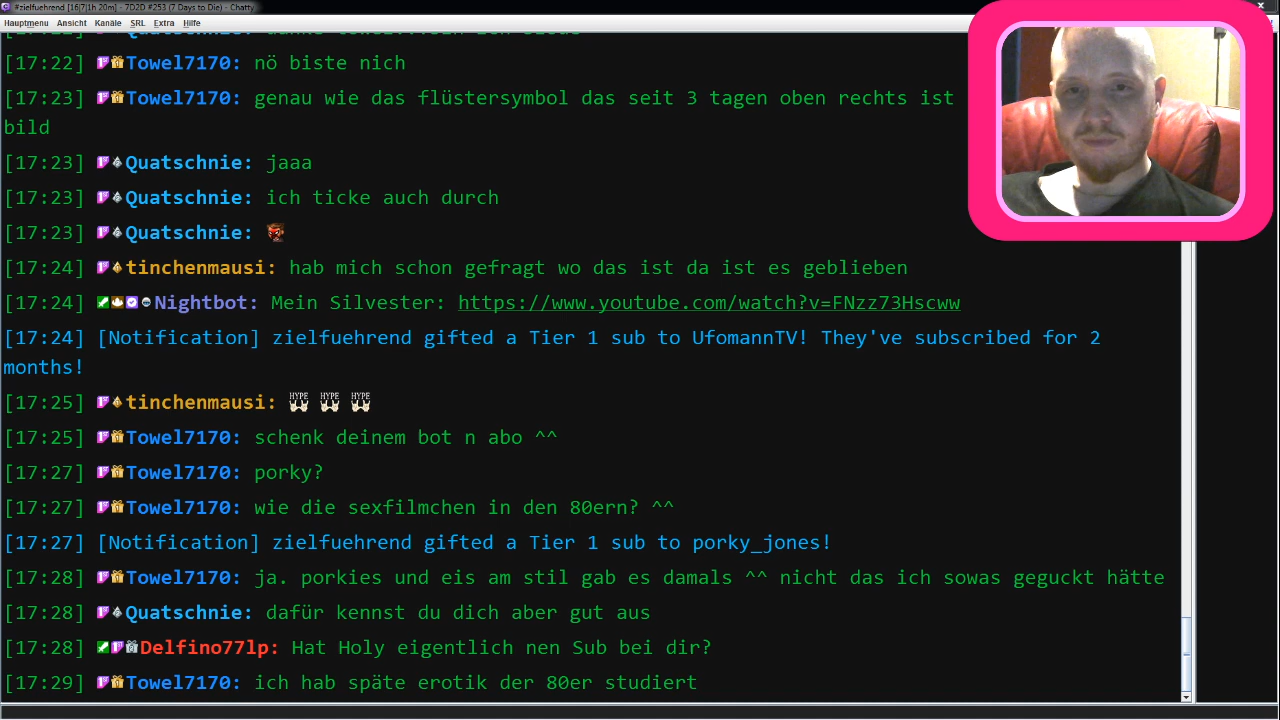 #zielfuehrend [16|7|1h 20m] - 7D2D #253 (7 Days to Die) - Chatty
Hauptmenu Ansicht Kanäle SRL Extra Hilfe
[17:22] Towel7170: nö biste nich
[17:23] Towel7170: genau wie das flüstersymbol das seit 3 tagen oben rechts ist
bild
[17:23] Quatschnie: jaaa
[17:23] Quatschnie: ich ticke auch durch
[17:23] Quatschnie:
[17:24] tinchenmausi: hab mich schon gefragt wo das ist da ist es geblieben
[17:24] Nightbot: Mein Silvester: https://www.youtube.com/watch?v=FNzz73Hscww
[17:24] [Notification] zielfuehrend gifted a Tier 1 sub to UfomannTV! They've subscribed for 2
months!
[17:25] tinchenmausi: HYPE HYPE HYPE
[17:25] Towel7170: schenk deinem bot n abo ^^
[17:27] Towel7170: porky?
[17:27] Towel7170: wie die sexfilmchen in den 80ern? ^^
[17:27] [Notification] zielfuehrend gifted a Tier 1 sub to porky_jones!
[17:28] Towel7170: ja. porkies und eis am stil gab es damals ^^ nicht das ich sowas geguckt hätte
[17:28] Quatschnie: dafür kennst du dich aber gut aus
[17:28] Delfino77lp: Hat Holy eigentlich nen Sub bei dir?
[17:29] Towel7170: ich hab späte erotik der 80er studiert